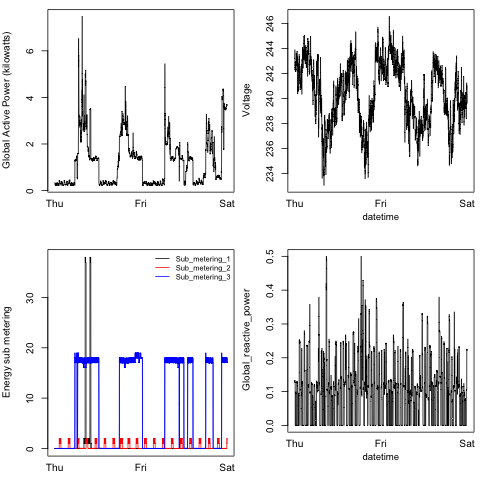 Global Active Power (kilowatts)
0 2 4 6
Thu Fri Sat
Voltage
234 236 238 240 242 244 246
Thu Fri Sat
datetime
Energy sub metering
0 10 20 30
Sub_metering_1
Sub_metering_2
Sub_metering_3
Thu Fri Sat
Global_reactive_power
0.0 0.1 0.2 0.3 0.4 0.5
Thu Fri Sat
datetime